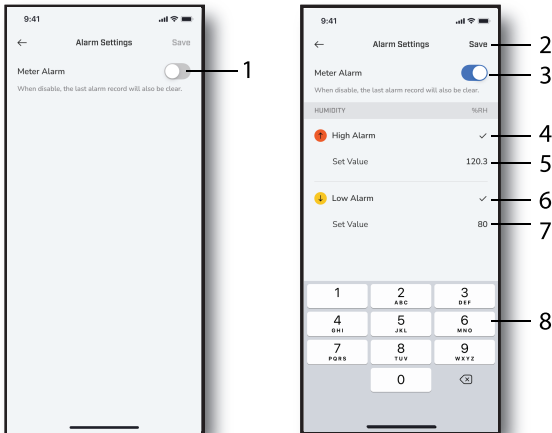 9:41
← Alarm Settings Save
Meter Alarm
When disable, the last alarm record will also be clear.
1
9:41
← Alarm Settings Save
2
Meter Alarm
3
When disable, the last alarm record will also be clear.
HUMIDITY %RH
High Alarm
4
Set Value 120.3
5
Low Alarm
6
Set Value 80
7
1 2 3
ABC DEF
4 5 6
GHI JKL MNO
8
7 8 9
PQRS TUV WXYZ
0